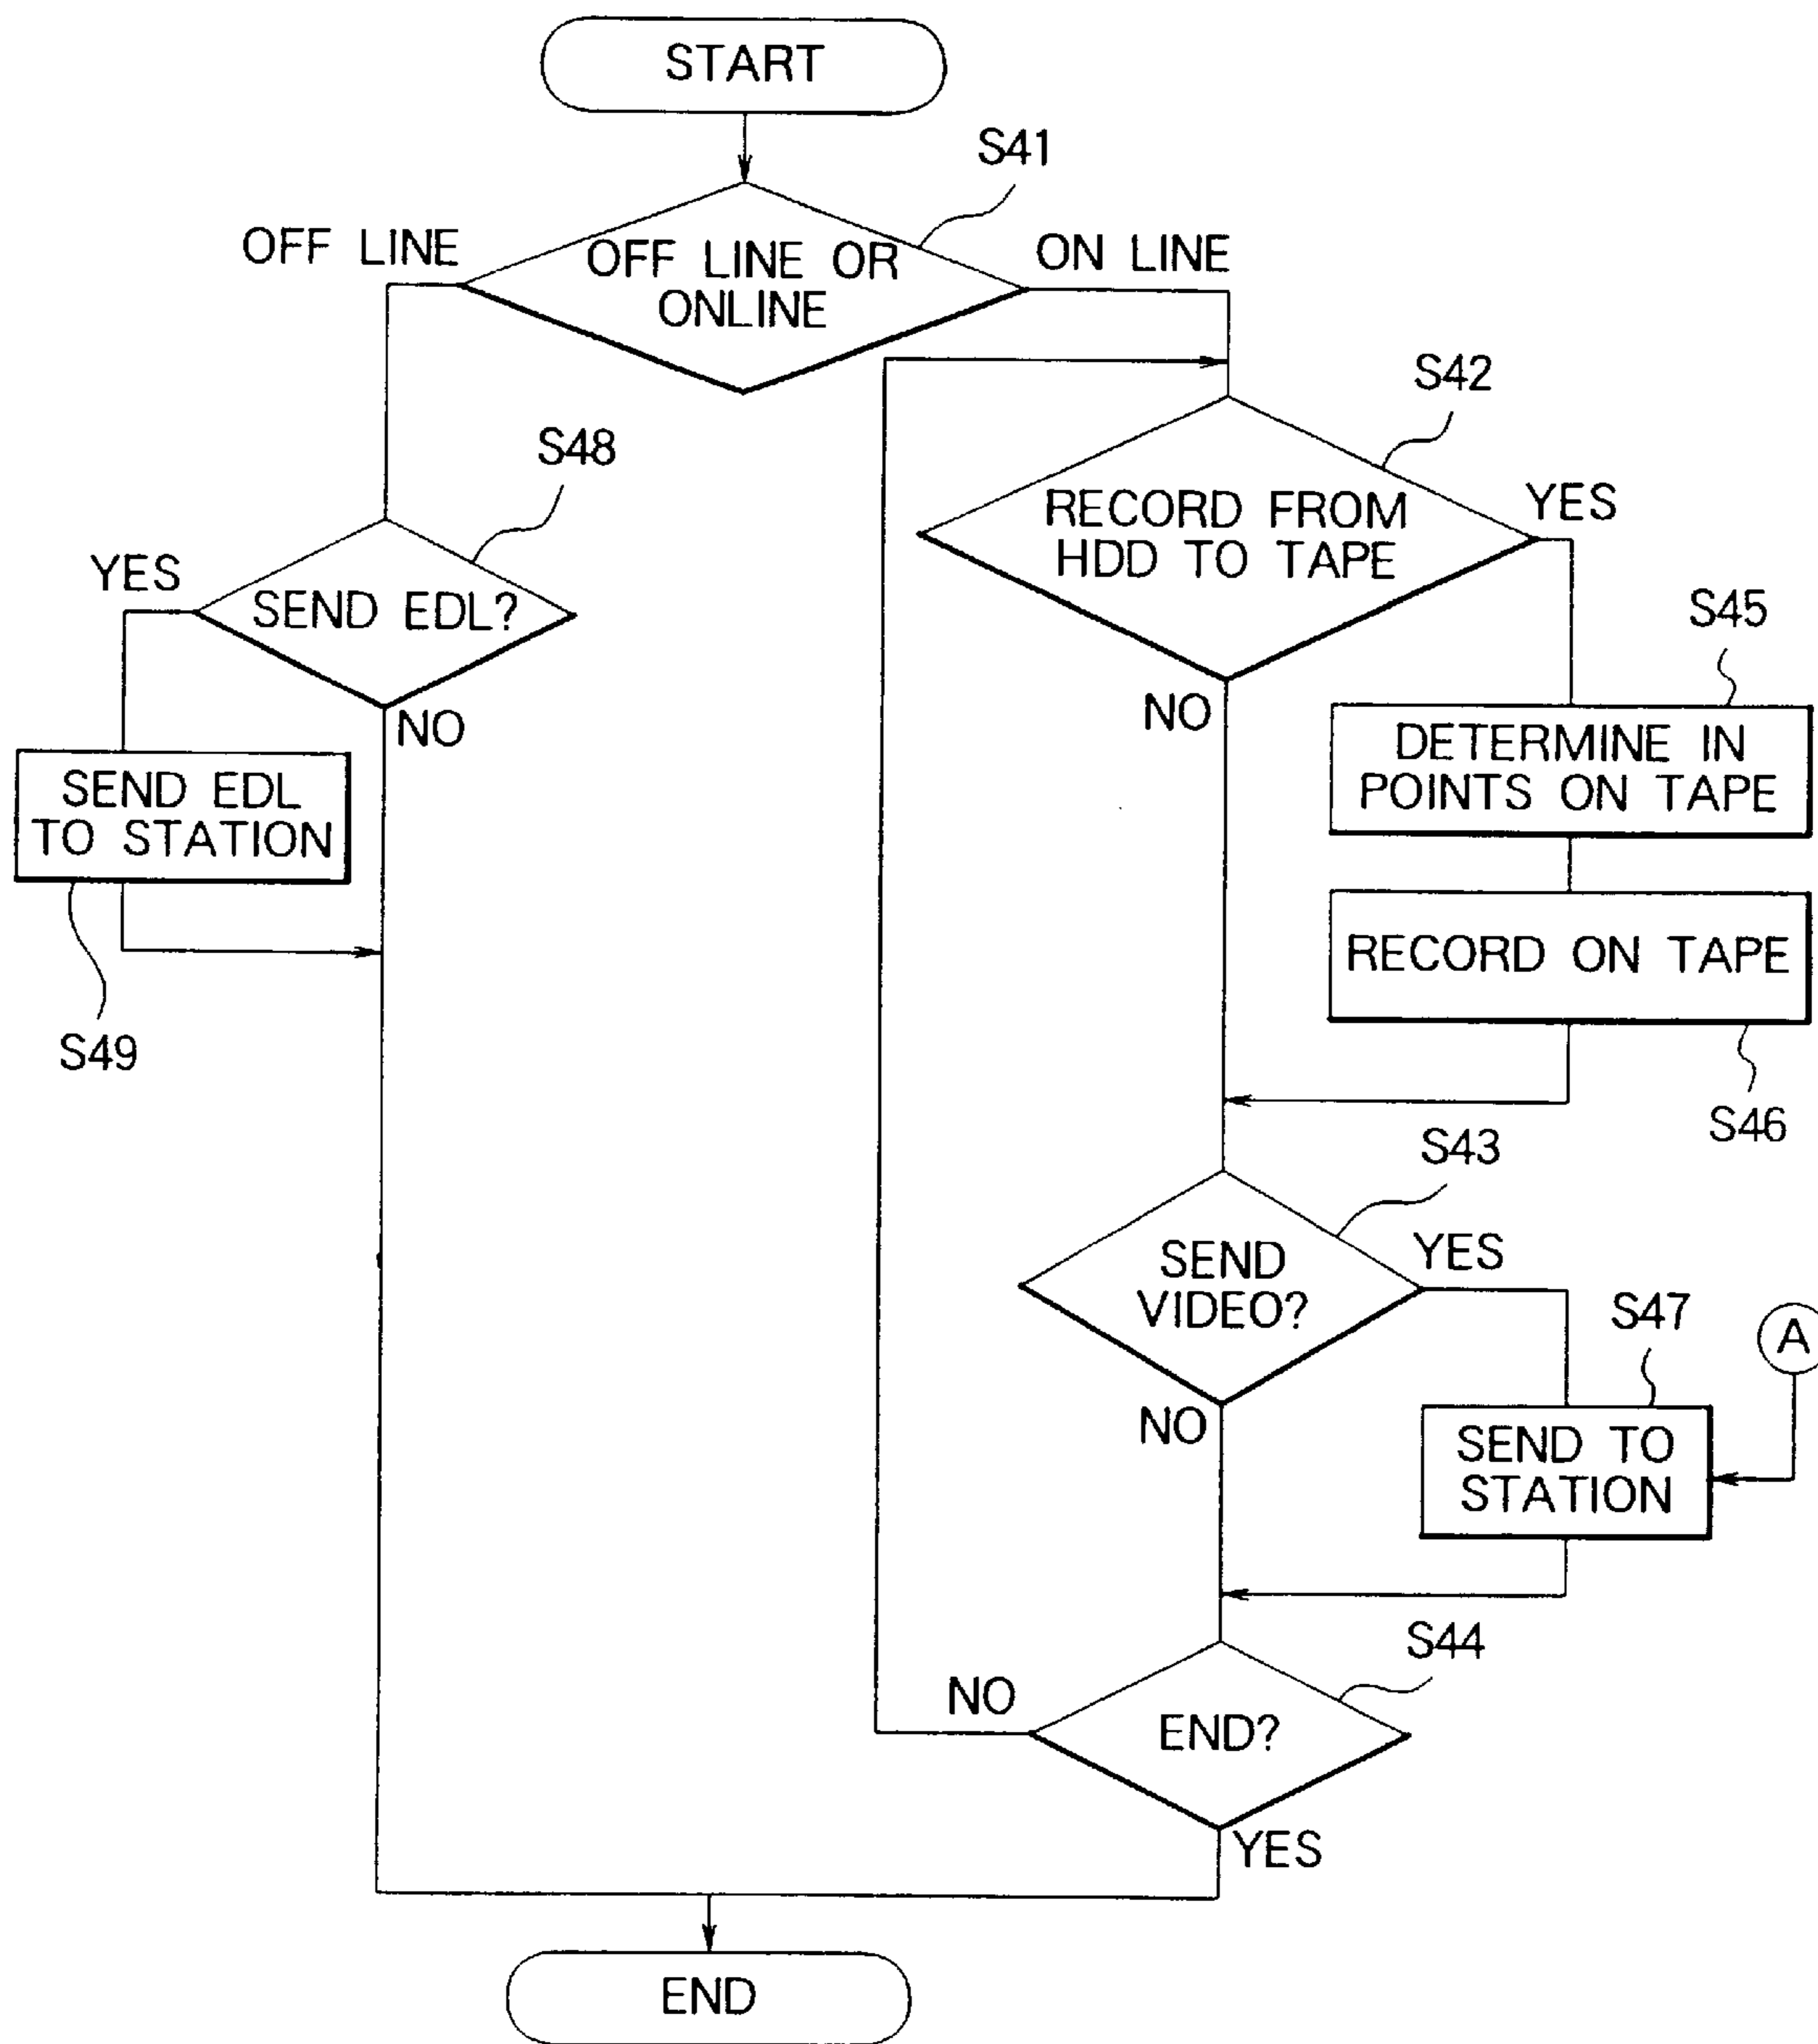 START
S41
OFF LINE
OFF LINE OR
ONLINE
ON LINE
S42
S48
RECORD FROM
HDD TO TAPE
YES
YES
SEND EDL?
S45
NO
NO
DETERMINE IN
POINTS ON TAPE
SEND EDL
TO STATION
RECORD ON TAPE
S49
S46
S43
SEND
VIDEO?
YES
S47
A
NO
SEND TO
STATION
S44
NO
END?
YES
END